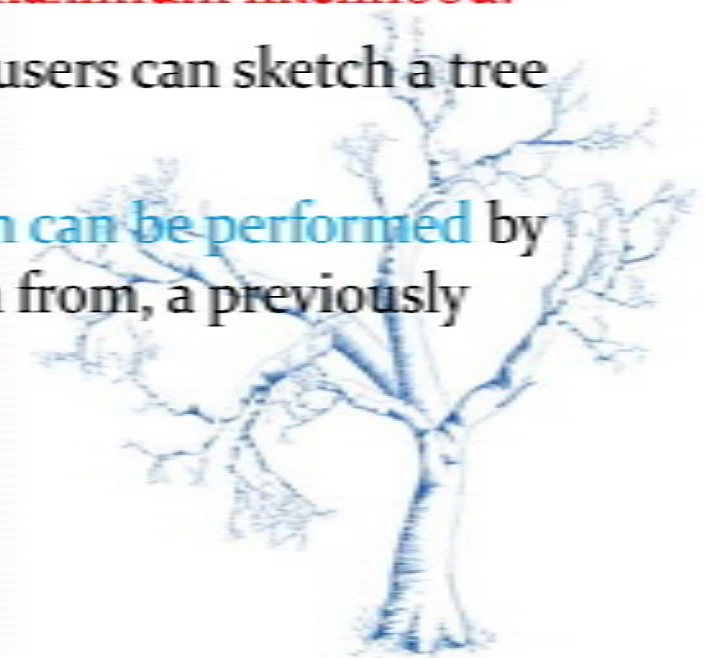 users can sketch a tree
can be performed by
from, a previously